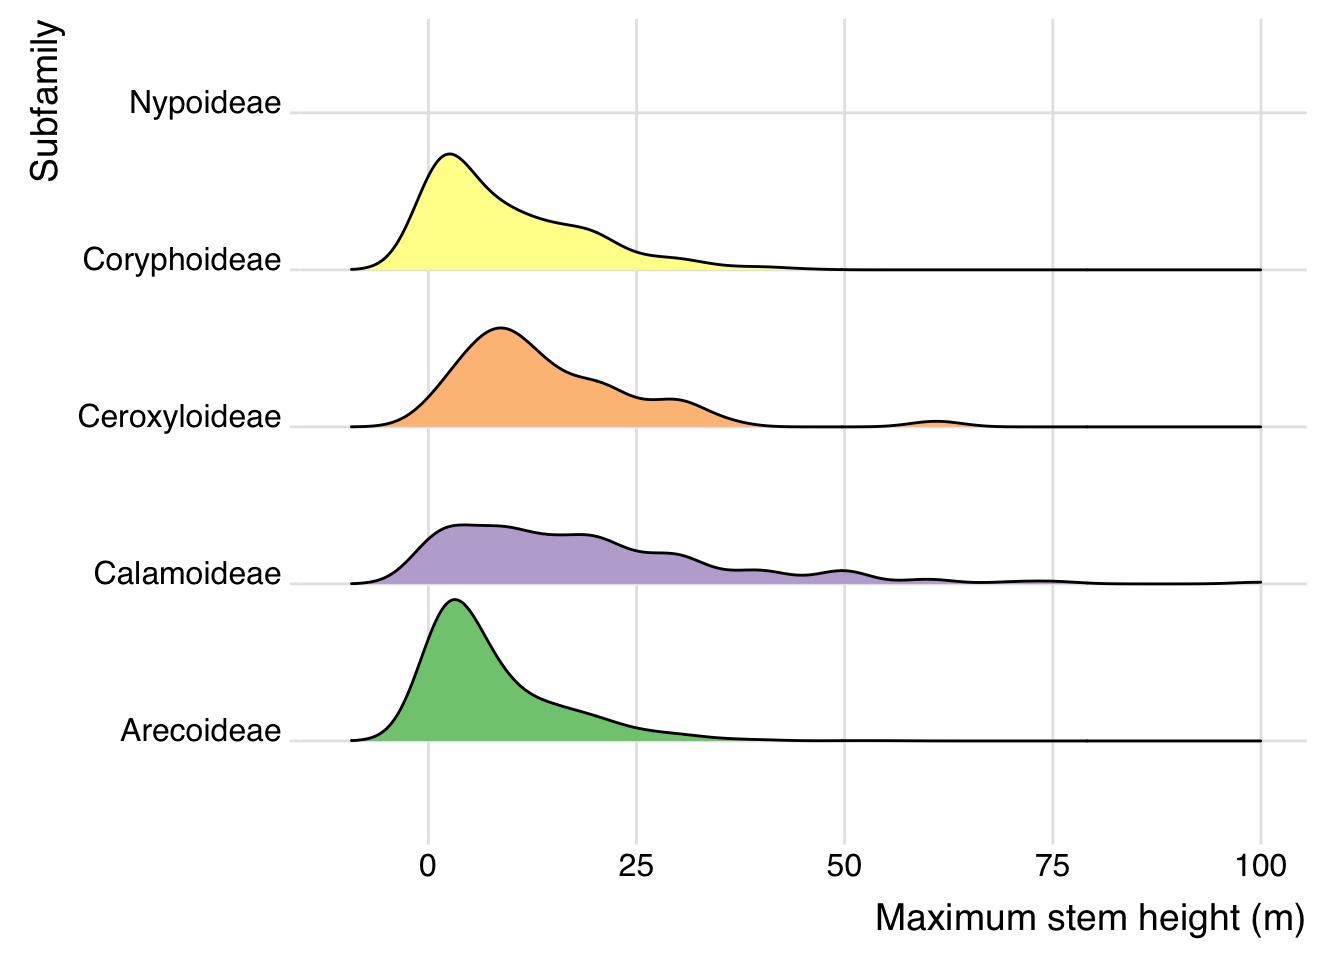 Subfamily
Nypoideae
Coryphoideae
Ceroxyloideae
Calamoideae
Arecoideae
0 25 50 75 100
Maximum stem height (m)